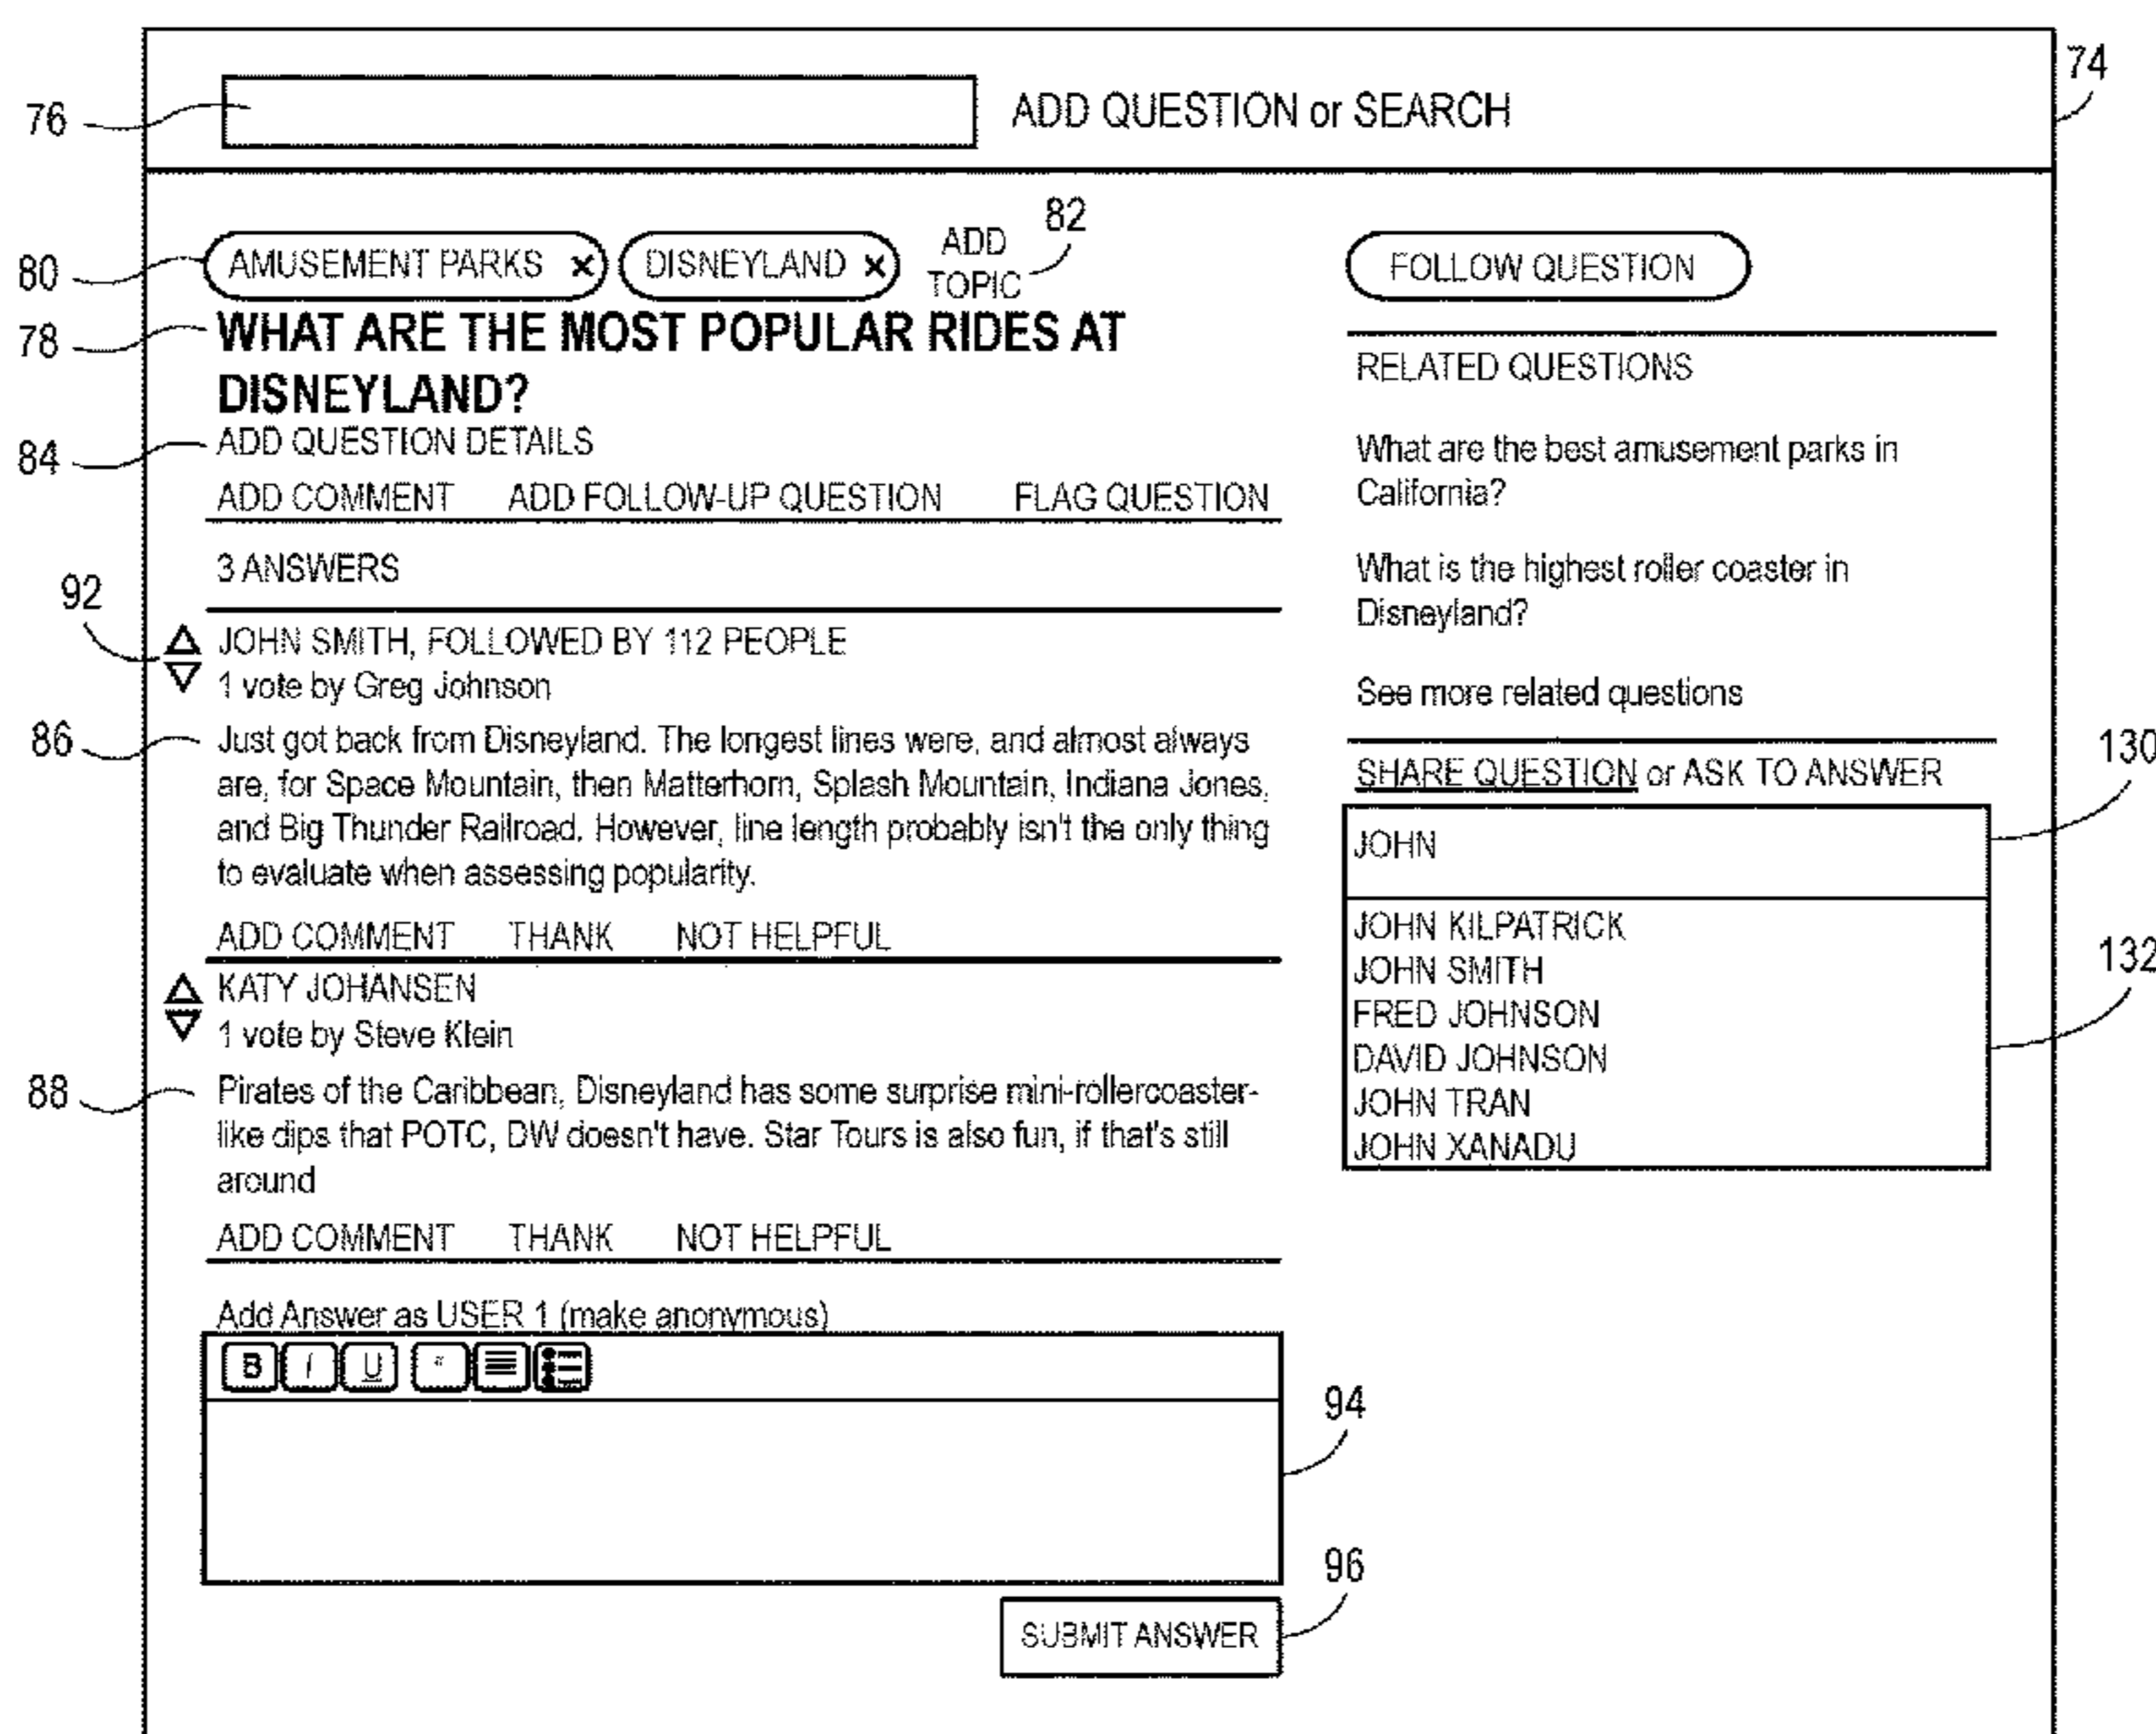 74
76
ADD QUESTION or SEARCH
82
80
AMUSEMENT PARKS x
DISNEYLAND x
ADD
TOPIC
78
WHAT ARE THE MOST POPULAR RIDES AT
DISNEYLAND?
84
ADD QUESTION DETAILS
ADD COMMENT ADD FOLLOW-UP QUESTION FLAG QUESTION
3 ANSWERS
92
JOHN SMITH, FOLLOWED BY 112 PEOPLE
1 vote by Greg Johnson
86
Just got back from Disneyland. The longest lines were, and almost always
are, for Space Mountain, then Matterhorn, Splash Mountain, Indiana Jones,
and Big Thunder Railroad. However, line length probably isn't the only thing
to evaluate when assessing popularity.
ADD COMMENT THANK NOT HELPFUL
KATY JOHANSEN
1 vote by Steve Klein
88
Pirates of the Caribbean, Disneyland has some surprise mini-rollercoaster-
like dips that POTC, DW doesn't have. Star Tours is also fun, if that's still
around
ADD COMMENT THANK NOT HELPFUL
Add Answer as USER 1 (make anonymous)
B I U “
94
96
SUBMIT ANSWER
FOLLOW QUESTION
RELATED QUESTIONS
What are the best amusement parks in
California?
What is the highest roller coaster in
Disneyland?
See more related questions
SHARE QUESTION or ASK TO ANSWER
130
JOHN
JOHN KILPATRICK
JOHN SMITH
FRED JOHNSON
DAVID JOHNSON
JOHN TRAN
JOHN XANADU
132